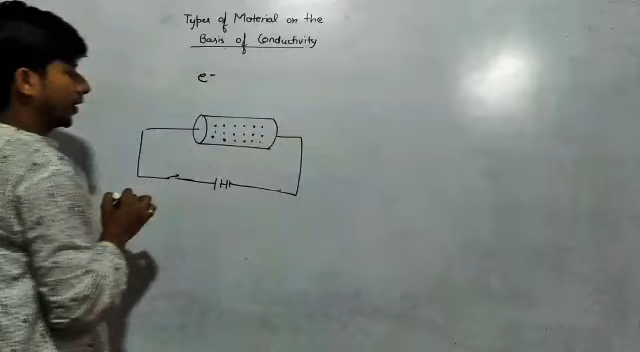 Types of Material on the
Basis of Conductivity
e-